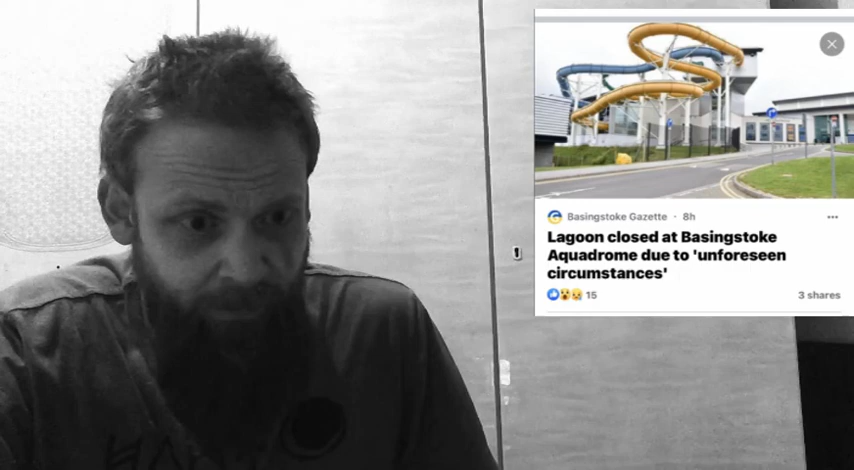 Basingstoke Gazette · 8h
Lagoon closed at Basingstoke
Aquadrome due to 'unforeseen
circumstances'
15
3 shares